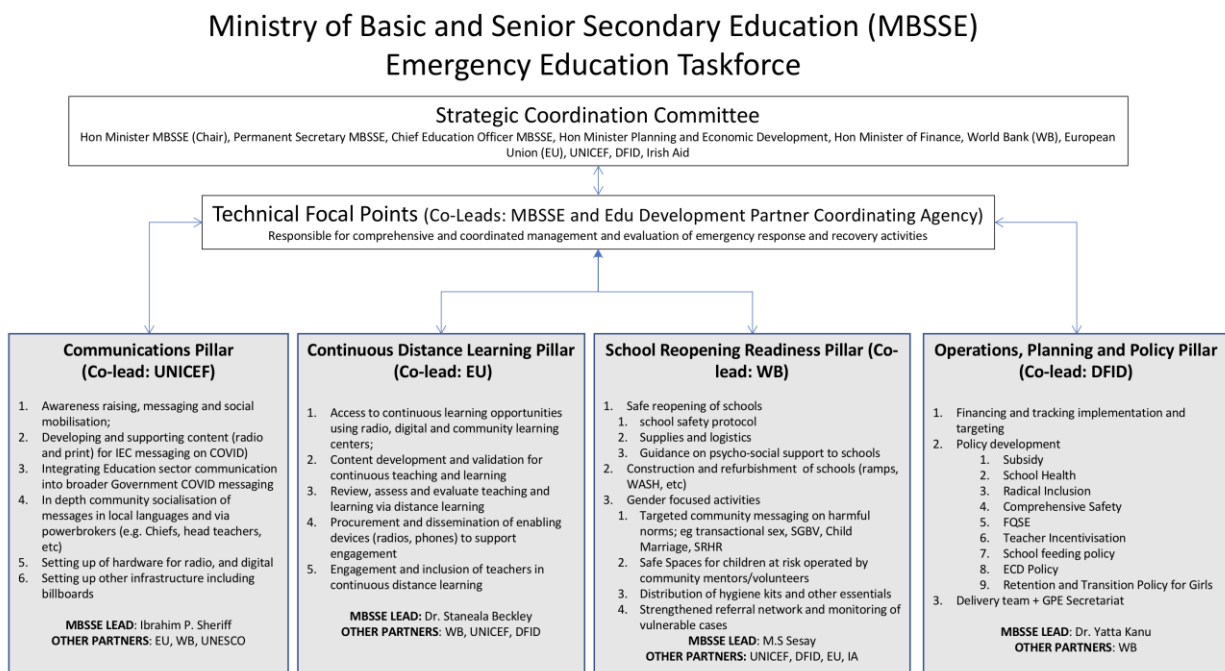 Ministry of Basic and Senior Secondary Education (MBSSE)
Emergency Education Taskforce
Strategic Coordination Committee
Hon Minister MBSSE (Chair), Permanent Secretary MBSSE, Chief Education Officer MBSSE, Hon Minister Planning and Economic Development, Hon Minister of Finance, World Bank (WB), European
Union (EU), UNICEF, DFID, Irish Aid
Technical Focal Points (Co-Leads: MBSSE and Edu Development Partner Coordinating Agency)
Responsible for comprehensive and coordinated management and evaluation of emergency response and recovery activities
Communications Pillar
(Co-lead: UNICEF)
1. Awareness raising, messaging and social
mobilisation;
2. Developing and supporting content (radio
and print) for IEC messaging on COVID)
3. Integrating Education sector communication
into broader Government COVID messaging
4. In depth community socialisation of
messages in local languages and via
powerbrokers (e.g. Chiefs, head teachers,
etc)
5. Setting up of hardware for radio, and digital
6. Setting up other infrastructure including
billboards
MBSSE LEAD: Ibrahim P. Sheriff
OTHER PARTNERS: EU, WB, UNESCO
Continuous Distance Learning Pillar
(Co-lead: EU)
1. Access to continuous learning opportunities
using radio, digital and community learning
centers;
2. Content development and validation for
continuous teaching and learning
3. Review, assess and evaluate teaching and
learning via distance learning
4. Procurement and dissemination of enabling
devices (radios, phones) to support
engagement
5. Engagement and inclusion of teachers in
continuous distance learning
MBSSE LEAD: Dr. Staneala Beckley
OTHER PARTNERS: WB, UNICEF, DFID
School Reopening Readiness Pillar (Co-
lead: WB)
1. Safe reopening of schools
1. school safety protocol
2. Supplies and logistics
3. Guidance on psycho-social support to schools
2. Construction and refurbishment of schools (ramps,
WASH, etc)
3. Gender focused activities
1. Targeted community messaging on harmful
norms; eg transactional sex, SGBV, Child
Marriage, SRHR
2. Safe Spaces for children at risk operated by
community mentors/volunteers
3. Distribution of hygiene kits and other essentials
4. Strengthened referral network and monitoring of
vulnerable cases
MBSSE LEAD: M.S Sesay
OTHER PARTNERS: UNICEF, DFID, EU, IA
Operations, Planning and Policy Pillar
(Co-lead: DFID)
1. Financing and tracking implementation and
targeting
2. Policy development
1. Subsidy
2. School Health
3. Radical Inclusion
4. Comprehensive Safety
5. FQSE
6. Teacher Incentivisation
7. School feeding policy
8. ECD Policy
9. Retention and Transition Policy for Girls
3. Delivery team + GPE Secretariat
MBSSE LEAD: Dr. Yatta Kanu
OTHER PARTNERS: WB